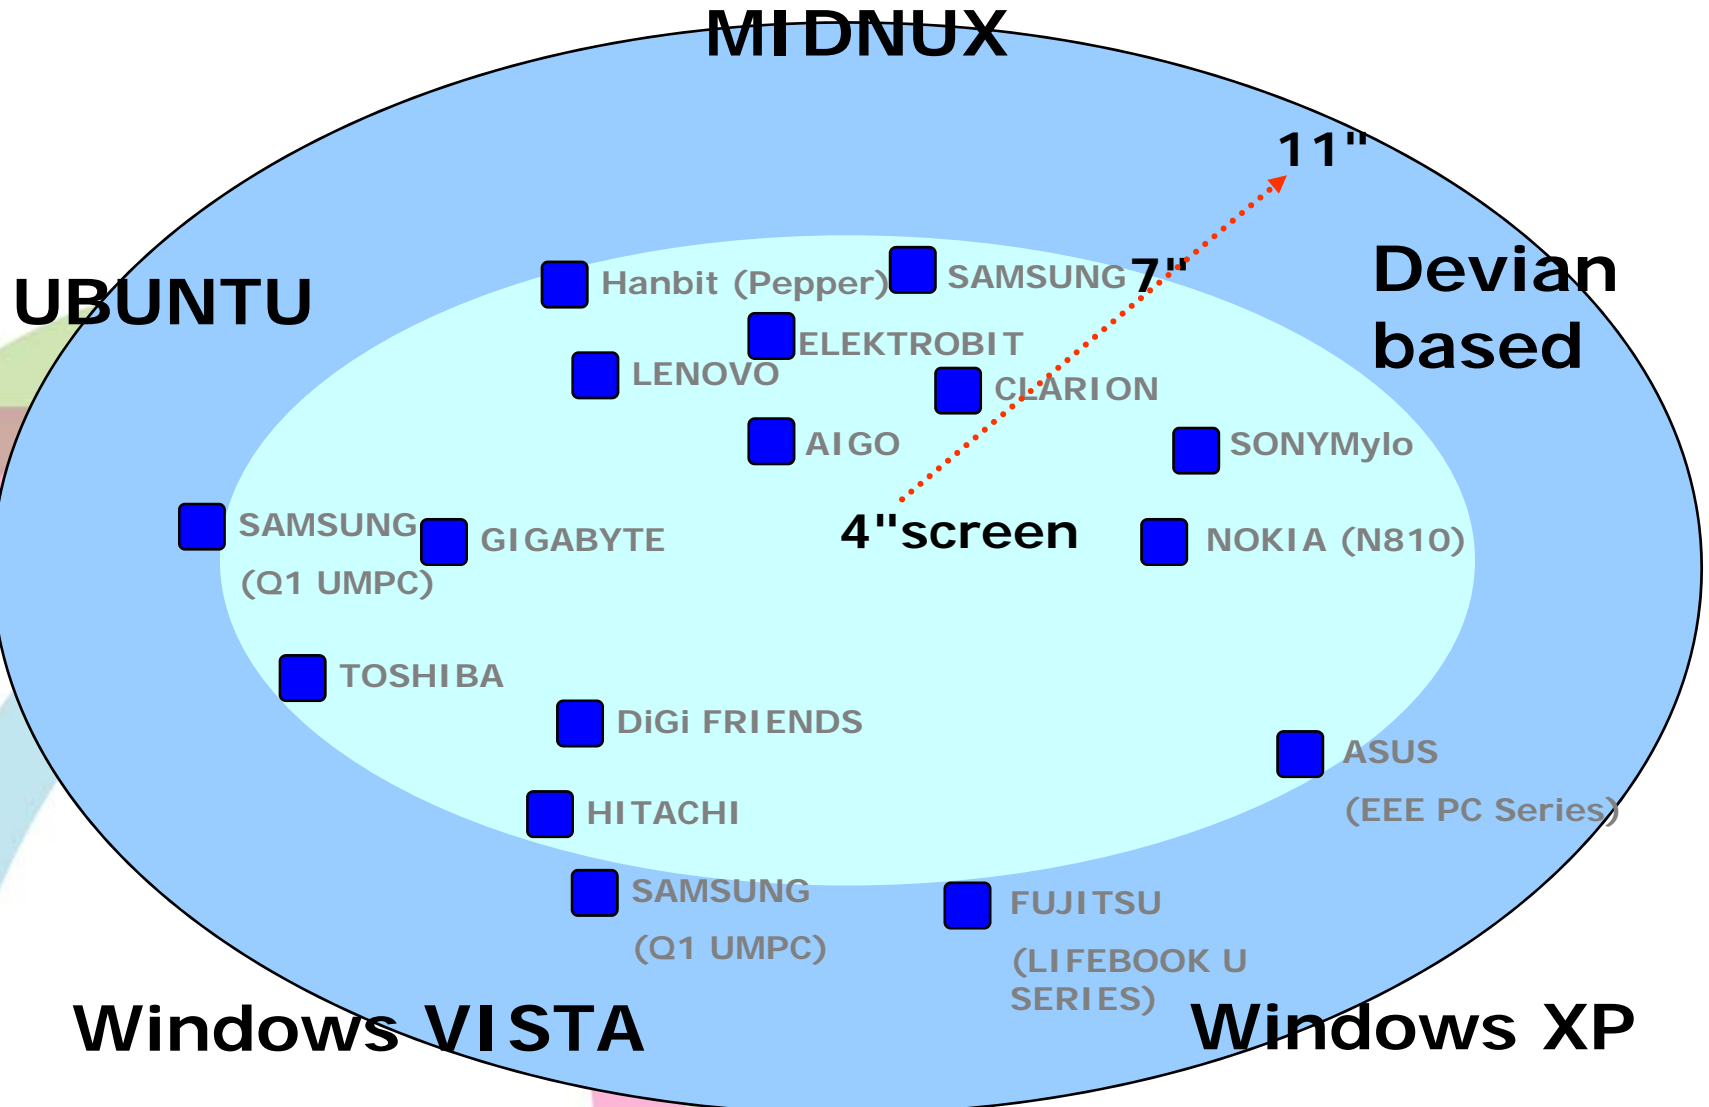 MIDNUX
11"
Devian
based
UBUNTU
Hanbit (Pepper)
SAMSUNG
7"
ELEKTROBIT
LENOVO
CLARION
AIGO
SONYMylo
SAMSUNG
(Q1 UMPC)
GIGABYTE
4"screen
NOKIA (N810)
TOSHIBA
DiGi FRIENDS
ASUS
(EEE PC Series)
HITACHI
SAMSUNG
(Q1 UMPC)
FUJITSU
(LIFEBOOK U
SERIES)
Windows VISTA
Windows XP